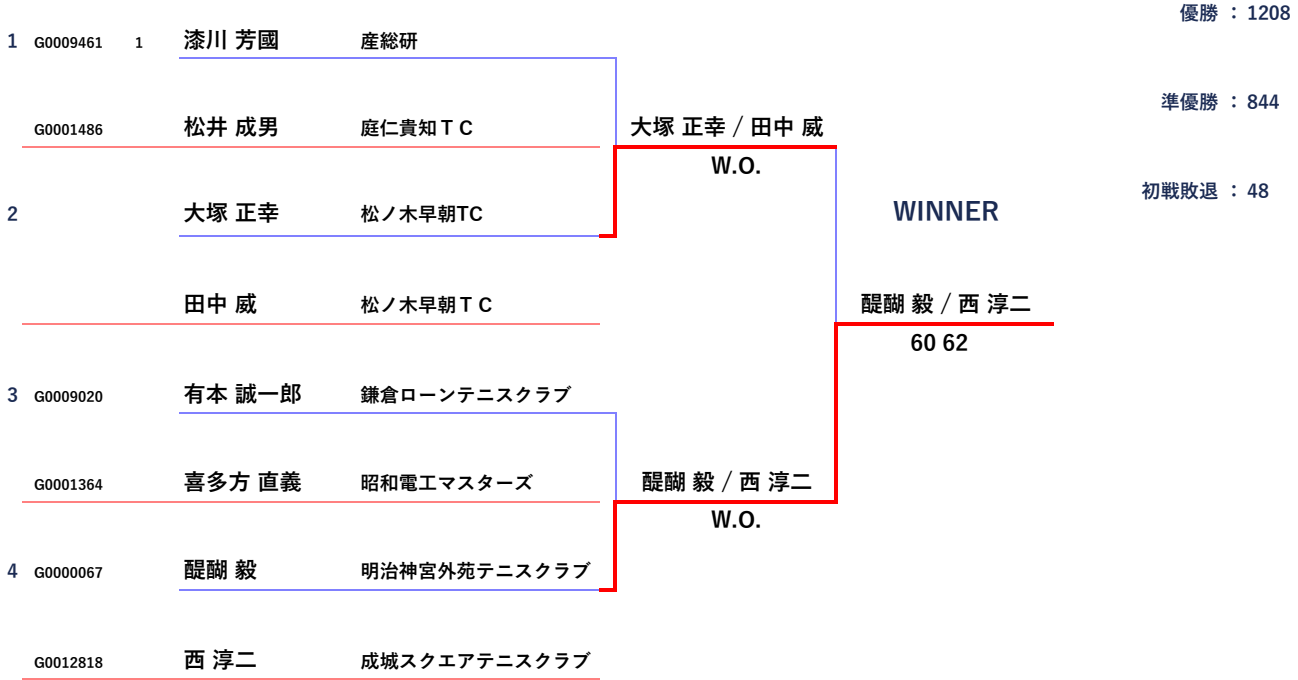 優勝 ： 1208
1 G0009461 1 漆川 芳國 産総研
準優勝 ： 844
G0001486 松井 成男 庭仁貴知ＴＣ
大塚 正幸 / 田中 威
W.O.
初戦敗退 ： 48
2 大塚 正幸 松ノ木早朝TC
WINNER
田中 威 松ノ木早朝ＴＣ
醍醐 毅 / 西 淳二
60 62
3 G0009020 有本 誠一郎 鎌倉ローンテニスクラブ
G0001364 喜多方 直義 昭和電工マスターズ
醍醐 毅 / 西 淳二
W.O.
4 G0000067 醍醐 毅 明治神宮外苑テニスクラブ
G0012818 西 淳二 成城スクエアテニスクラブ